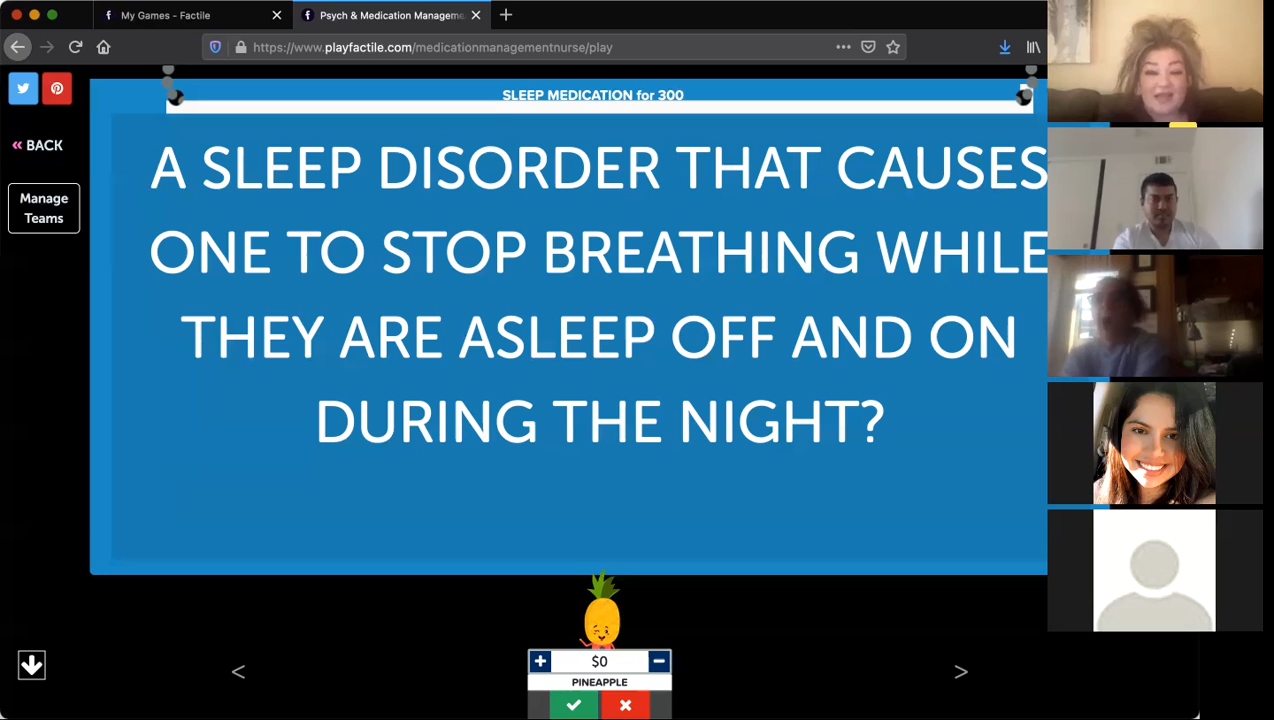 My Games - Factile
Psych & Medication Manageme
https://www.playfactile.com/medicationmanagementnurse/play
SLEEP MEDICATION for 300
« BACK
Manage
Teams
A SLEEP DISORDER THAT CAUSES
ONE TO STOP BREATHING WHILE
THEY ARE ASLEEP OFF AND ON
DURING THE NIGHT?
$0
PINEAPPLE